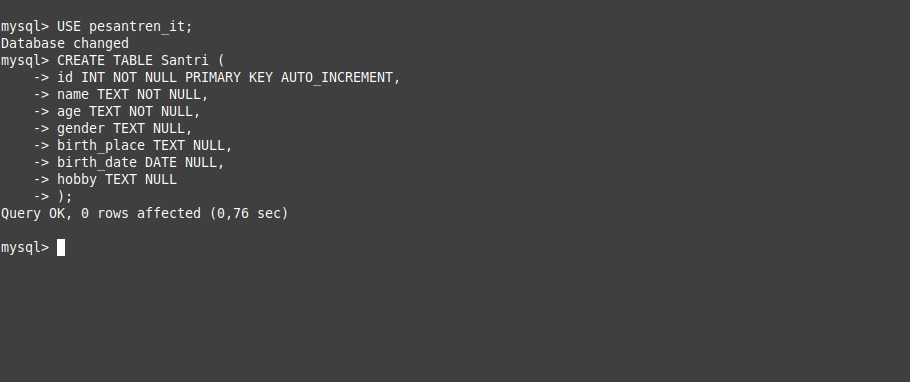 mysql> USE pesantren_it;
Database changed
mysql> CREATE TABLE Santri (
    -> id INT NOT NULL PRIMARY KEY AUTO_INCREMENT,
    -> name TEXT NOT NULL,
    -> age TEXT NOT NULL,
    -> gender TEXT NULL,
    -> birth_place TEXT NULL,
    -> birth_date DATE NULL,
    -> hobby TEXT NULL
    -> );
Query OK, 0 rows affected (0,76 sec)
mysql>